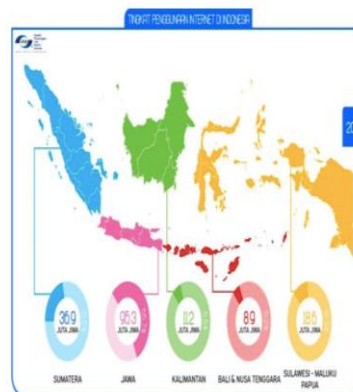 TINGKAT PENGGUNAAN INTERNET DI INDONESIA
20
36.9
JUTA JIWA
95.3
JUTA JIWA
11.2
JUTA JIWA
8.9
JUTA JIWA
18.6
JUTA JIWA
SUMATERA
JAWA
KALIMANTAN
BALI & NUSA TENGGARA
SULAWESI - MALUKU
PAPUA